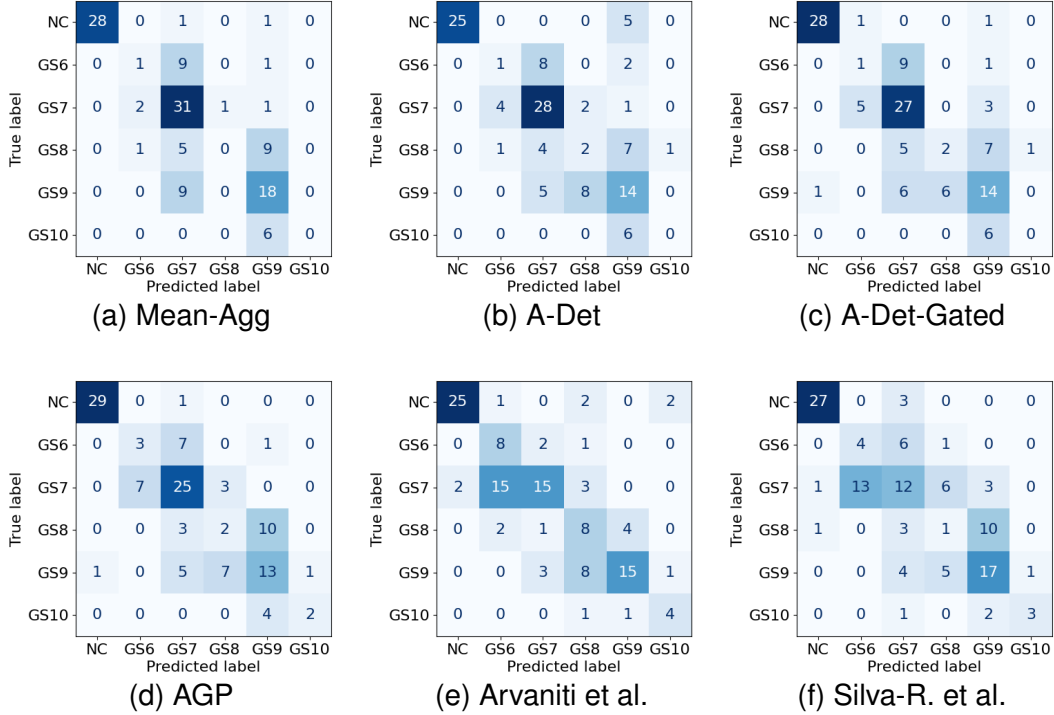 NC 28 0 1 0 1 0
GS6 0 1 9 0 1 0
GS7 0 2 31 1 1 0
GS8 0 1 5 0 9 0
GS9 0 0 9 0 18 0
GS10 0 0 0 0 6 0
NC GS6 GS7 GS8 GS9 GS10
True label
Predicted label
(a) Mean-Agg
NC 25 0 0 0 5 0
GS6 0 1 8 0 2 0
GS7 0 4 28 2 1 0
GS8 0 1 4 2 7 1
GS9 0 0 5 8 14 0
GS10 0 0 0 0 6 0
NC GS6 GS7 GS8 GS9 GS10
True label
Predicted label
(b) A-Det
NC 28 1 0 0 1 0
GS6 0 1 9 0 1 0
GS7 0 5 27 0 3 0
GS8 0 0 5 2 7 1
GS9 1 0 6 6 14 0
GS10 0 0 0 0 6 0
NC GS6 GS7 GS8 GS9 GS10
True label
Predicted label
(c) A-Det-Gated
NC 29 0 1 0 0 0
GS6 0 3 7 0 1 0
GS7 0 7 25 3 0 0
GS8 0 0 3 2 10 0
GS9 1 0 5 7 13 1
GS10 0 0 0 0 4 2
NC GS6 GS7 GS8 GS9 GS10
True label
Predicted label
(d) AGP
NC 25 1 0 2 0 2
GS6 0 8 2 1 0 0
GS7 2 15 15 3 0 0
GS8 0 2 1 8 4 0
GS9 0 0 3 8 15 1
GS10 0 0 0 1 1 4
NC GS6 GS7 GS8 GS9 GS10
True label
Predicted label
(e) Arvaniti et al.
NC 27 0 3 0 0 0
GS6 0 4 6 1 0 0
GS7 1 13 12 6 3 0
GS8 1 0 3 1 10 0
GS9 0 0 4 5 17 1
GS10 0 0 1 0 2 3
NC GS6 GS7 GS8 GS9 GS10
True label
Predicted label
(f) Silva-R. et al.